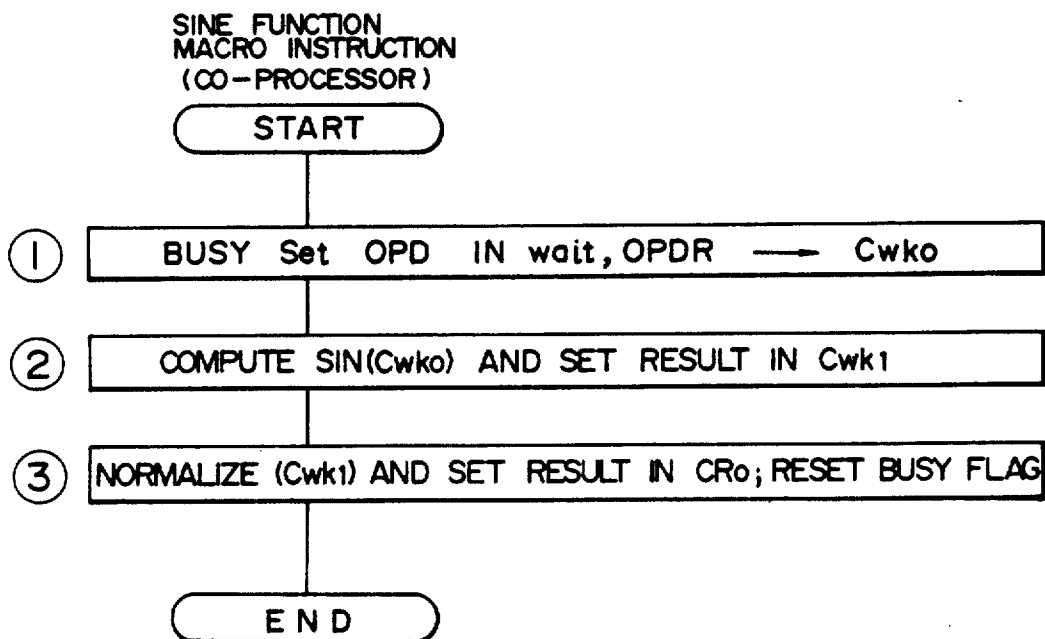 SINE FUNCTION
MACRO INSTRUCTION
(CO-PROCESSOR)
START
1 BUSY Set OPD IN wait, OPDR → Cwko
2 COMPUTE SIN(Cwko) AND SET RESULT IN Cwk1
3 NORMALIZE (Cwk1) AND SET RESULT IN CRo; RESET BUSY FLAG
END